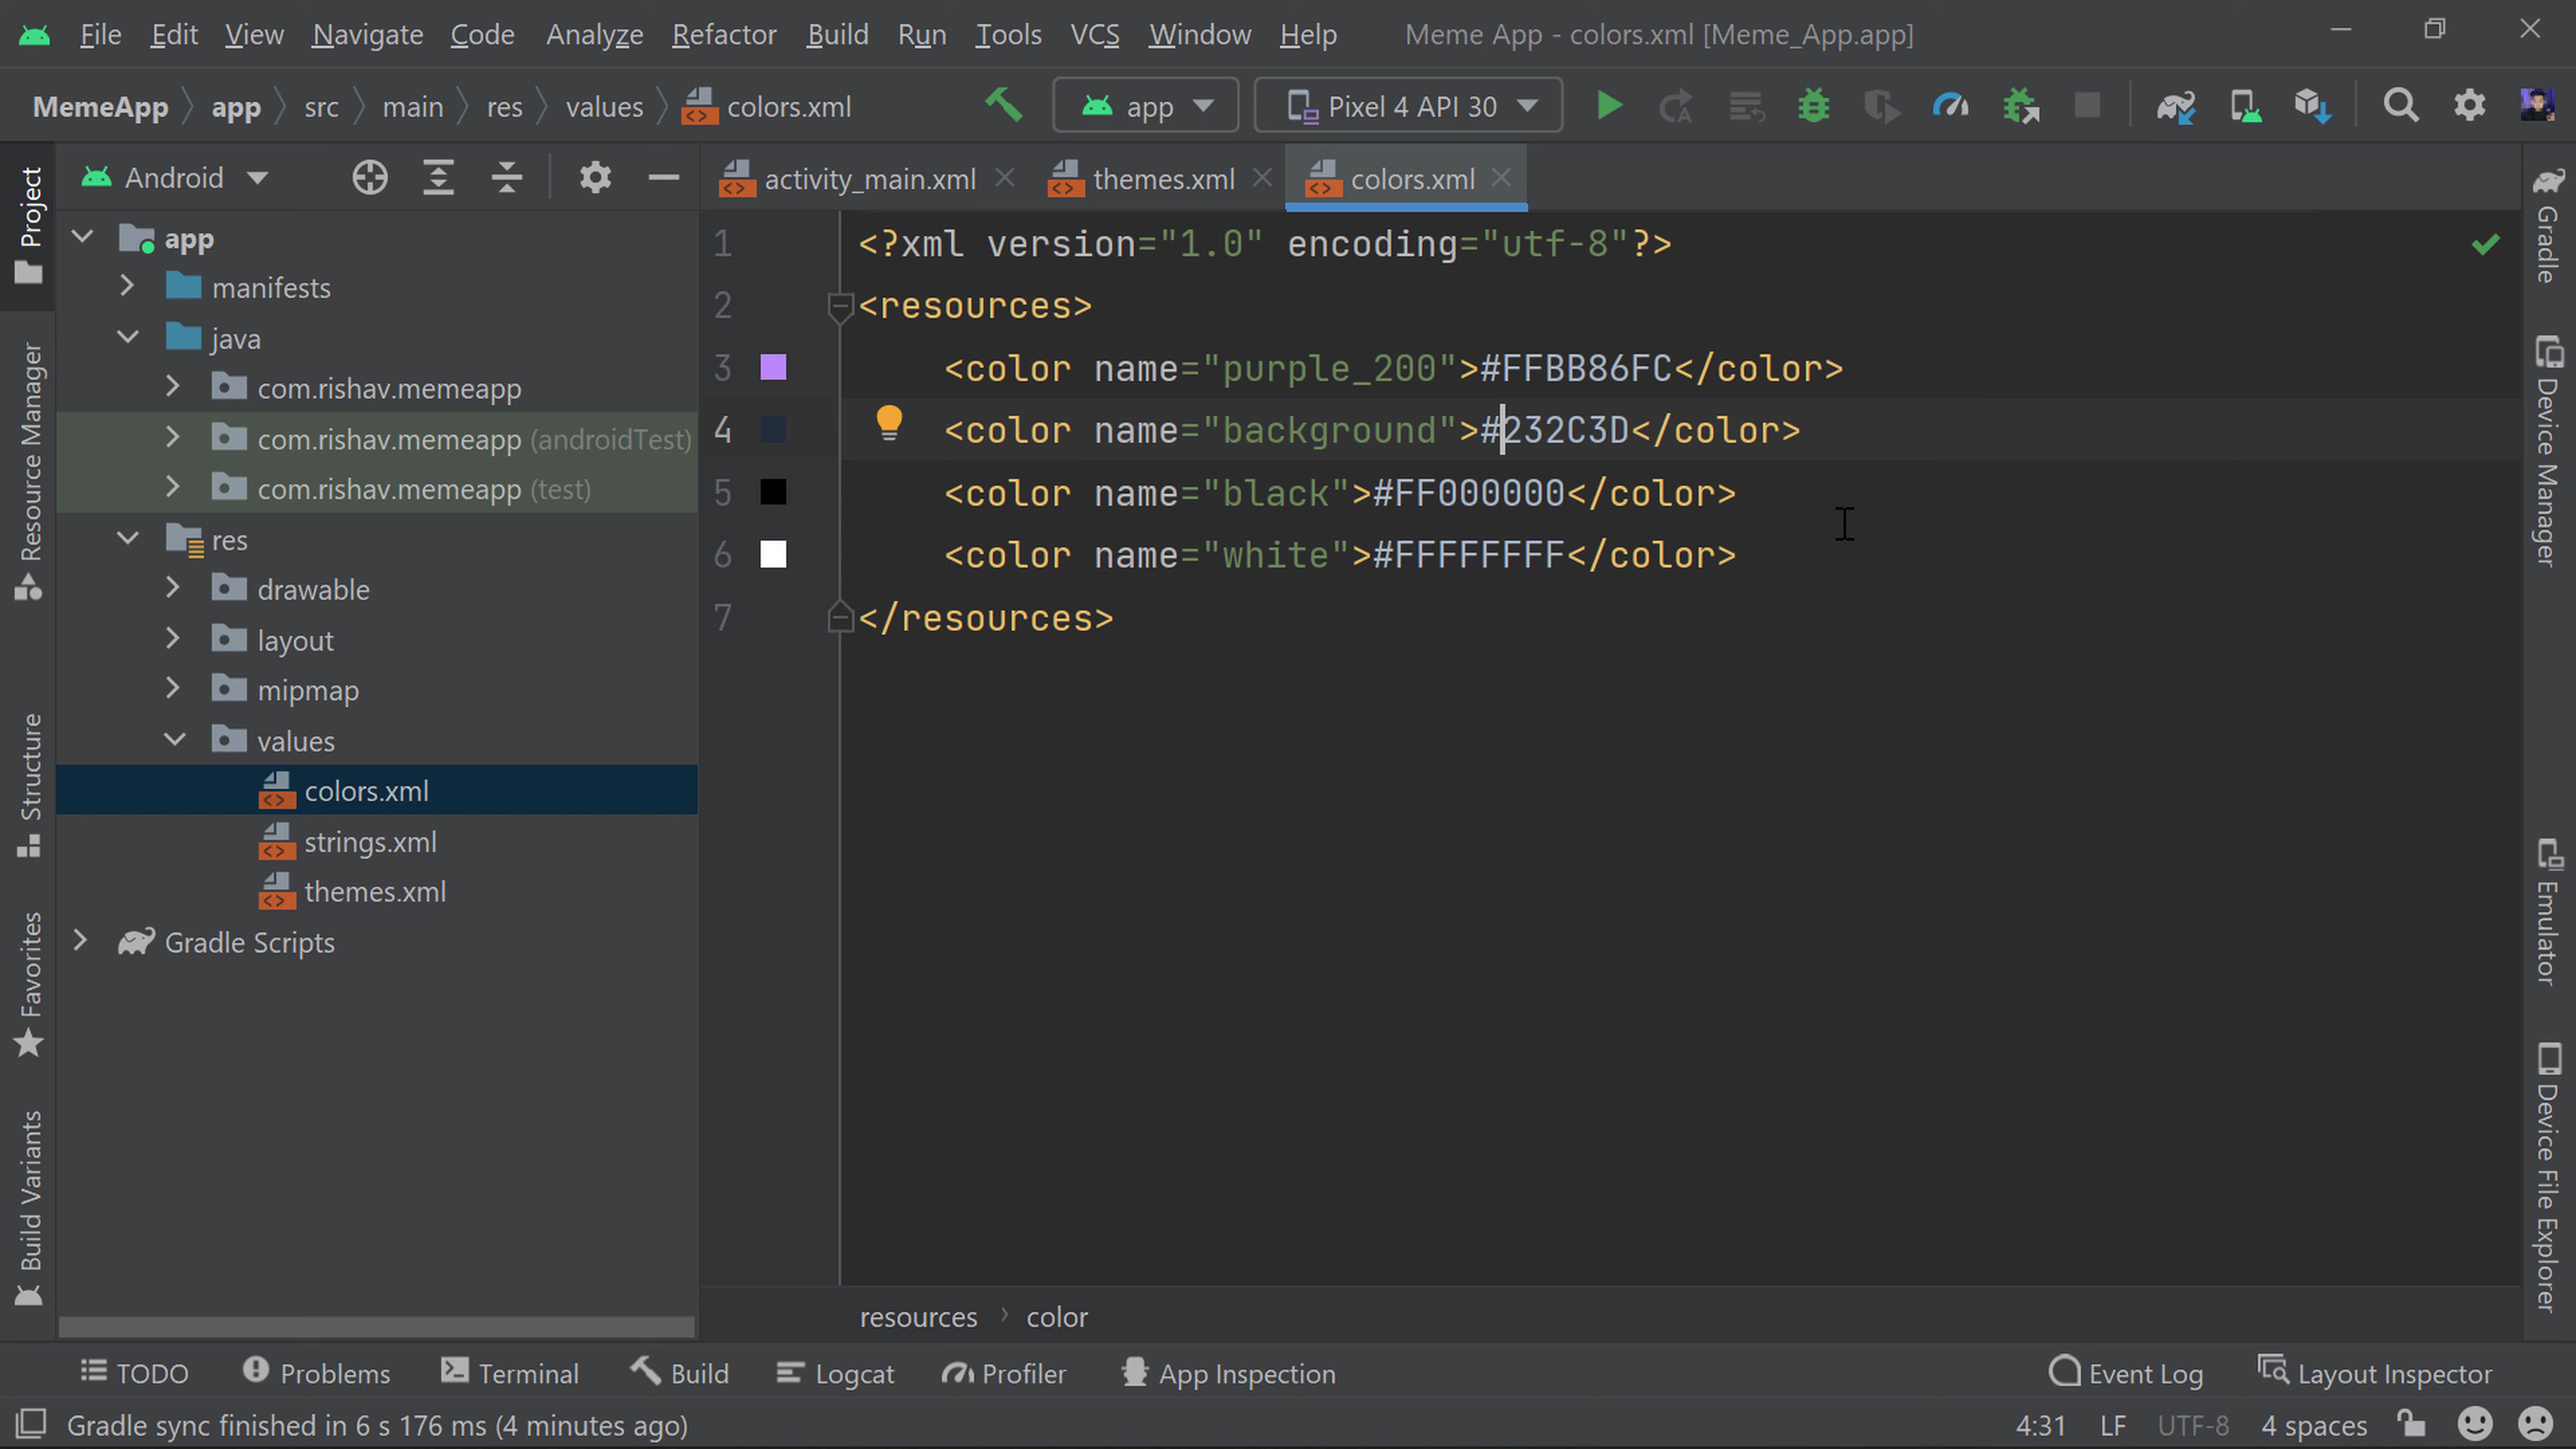 File Edit View Navigate Code Analyze Refactor Build Run Tools VCS Window Help Meme App - colors.xml [Meme_App.app]
MemeApp app src main res values colors.xml app Pixel 4 API 30
Project
Resource Manager
Structure
Favorites
Build Variants
Android
app
manifests
java
com.rishav.memeapp
com.rishav.memeapp (androidTest)
com.rishav.memeapp (test)
res
drawable
layout
mipmap
values
colors.xml
strings.xml
themes.xml
Gradle Scripts
activity_main.xml themes.xml colors.xml
1 <?xml version="1.0" encoding="utf-8"?>
2 <resources>
3 <color name="purple_200">#FFBB86FC</color>
4 <color name="background">#232C3D</color>
5 <color name="black">#FF000000</color>
6 <color name="white">#FFFFFFFF</color>
7 </resources>
resources color
Gradle
Device Manager
Emulator
Device File Explorer
TODO Problems Terminal Build Logcat Profiler App Inspection Event Log Layout Inspector
Gradle sync finished in 6 s 176 ms (4 minutes ago) 4:31 LF UTF-8 4 spaces